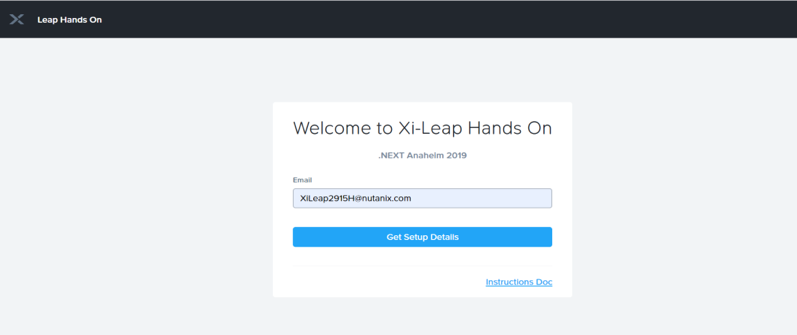 Leap Hands On
Welcome to Xi-Leap Hands On
.NEXT Anaheim 2019
Email
XiLeap2915H@nutanix.com
Get Setup Details
Instructions Doc